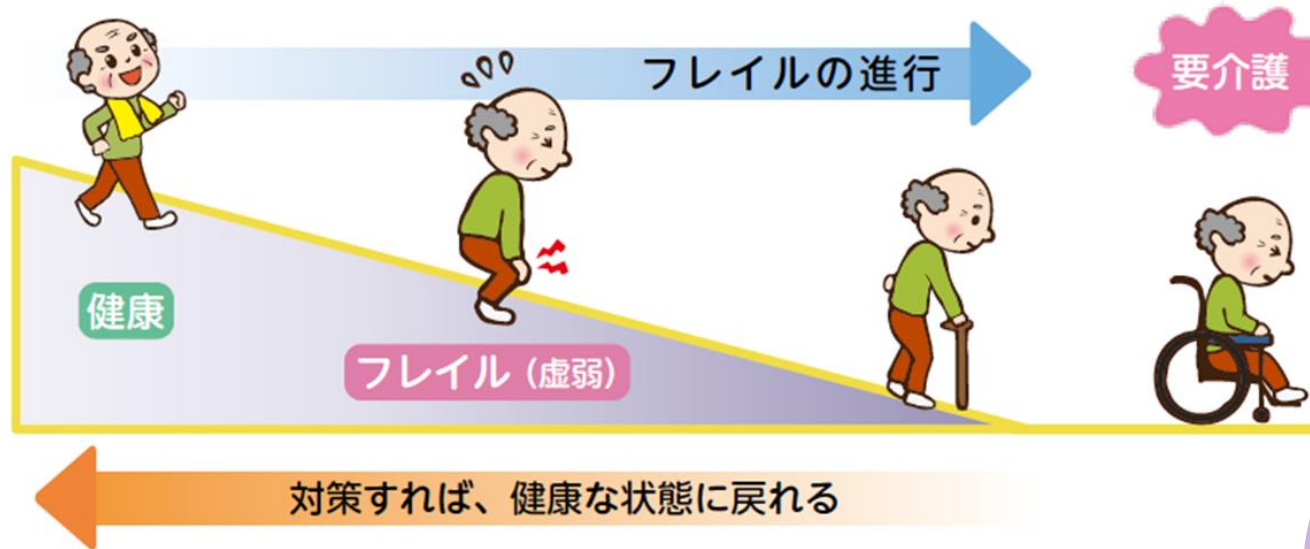 フレイルの進行
要介護
健康
フレイル（虚弱）
対策すれば、健康な状態に戻れる